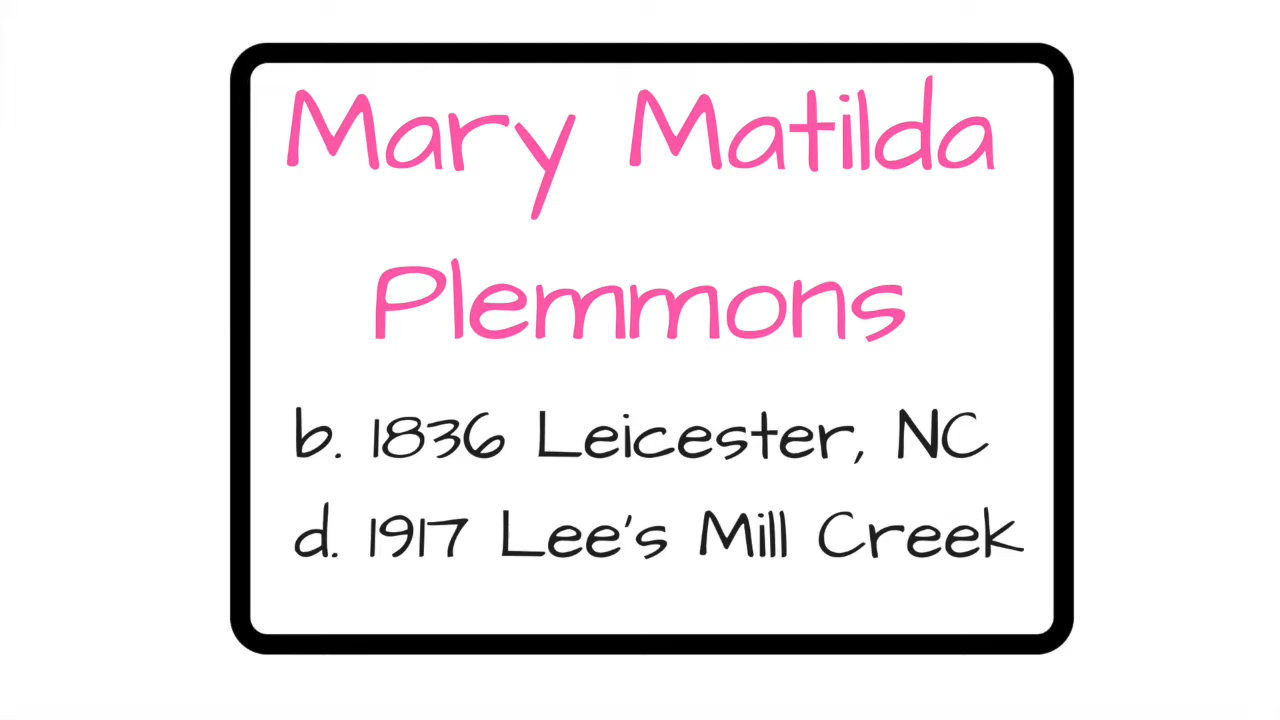 Mary Matilda
Plemmons
b. 1836 Leicester, NC
d. 1917 Lee's Mill Creek